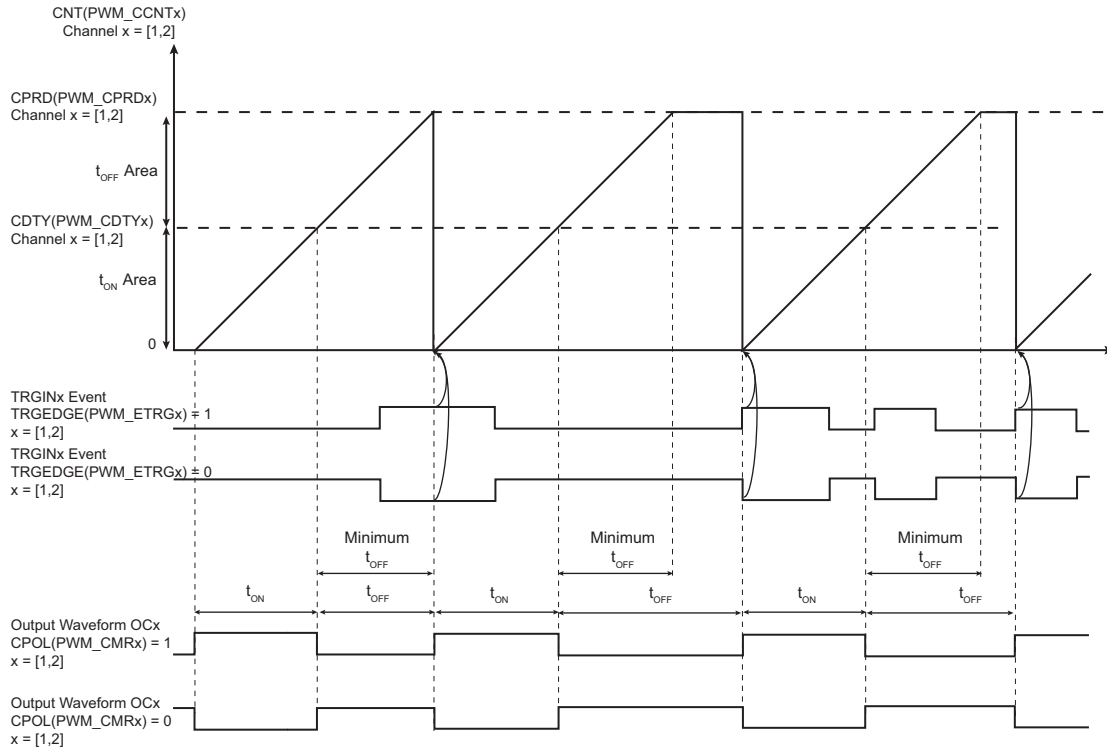 CNT(PWM_CCNTx)
Channel x = [1,2]
CPRD(PWM_CPRDx)
Channel x = [1,2]
tOFF Area
CDTY(PWM_CDTYx)
Channel x = [1,2]
tON Area
0
TRGINx Event
TRGEDGE(PWM_ETRGx) = 1
x = [1,2]
TRGINx Event
TRGEDGE(PWM_ETRGx) = 0
x = [1,2]
Minimum
tOFF
Minimum
tOFF
Minimum
tOFF
tON
tOFF
tON
tOFF
tON
tOFF
Output Waveform OCx
CPOL(PWM_CMRx) = 1
x = [1,2]
Output Waveform OCx
CPOL(PWM_CMRx) = 0
x = [1,2]